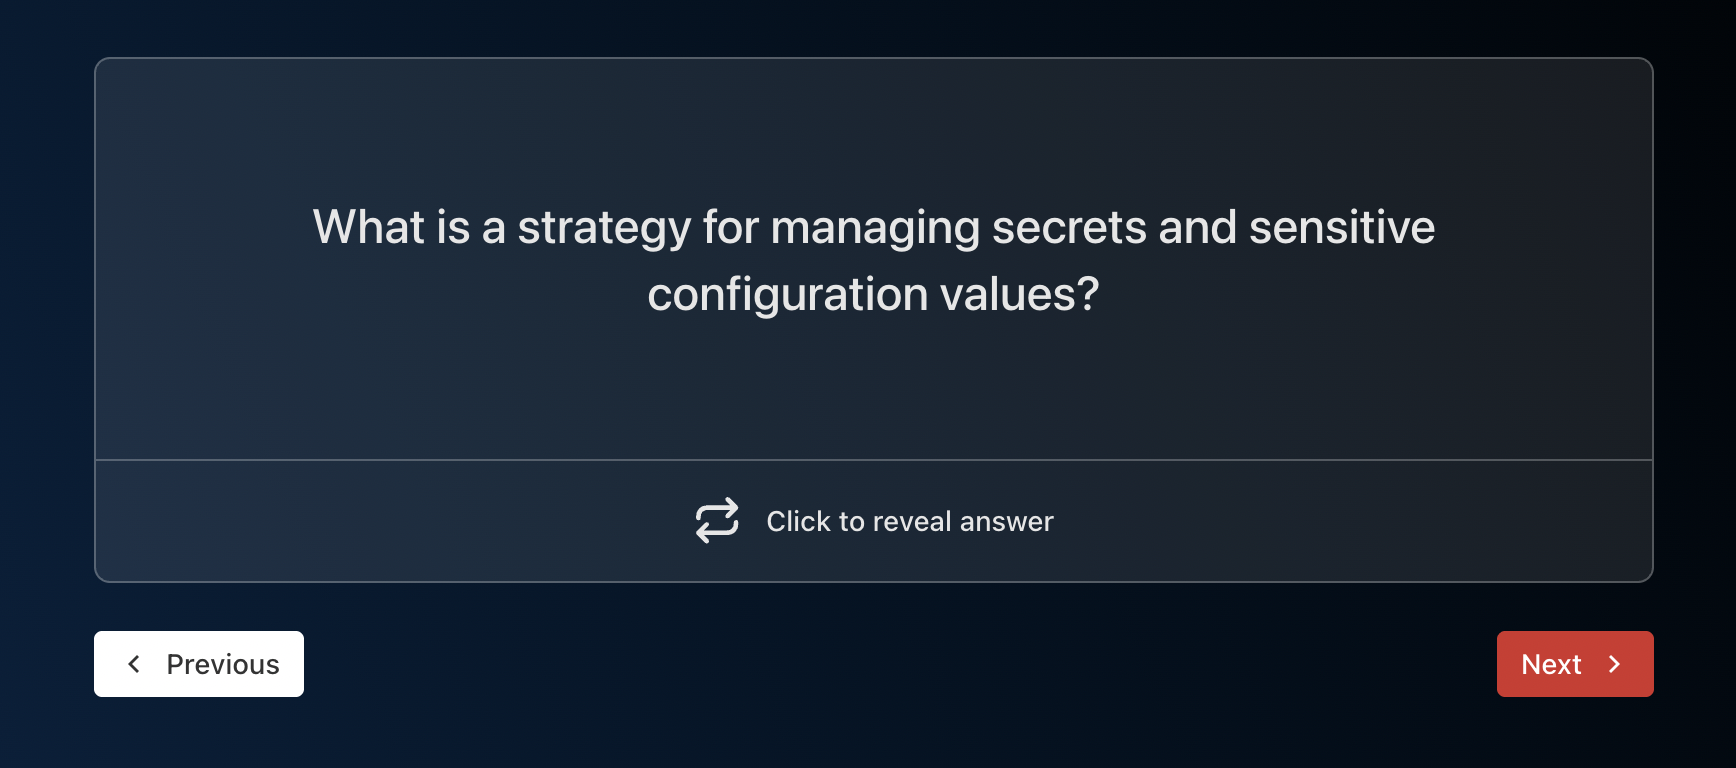 What is a strategy for managing secrets and sensitive
configuration values?
Click to reveal answer
Previous
Next